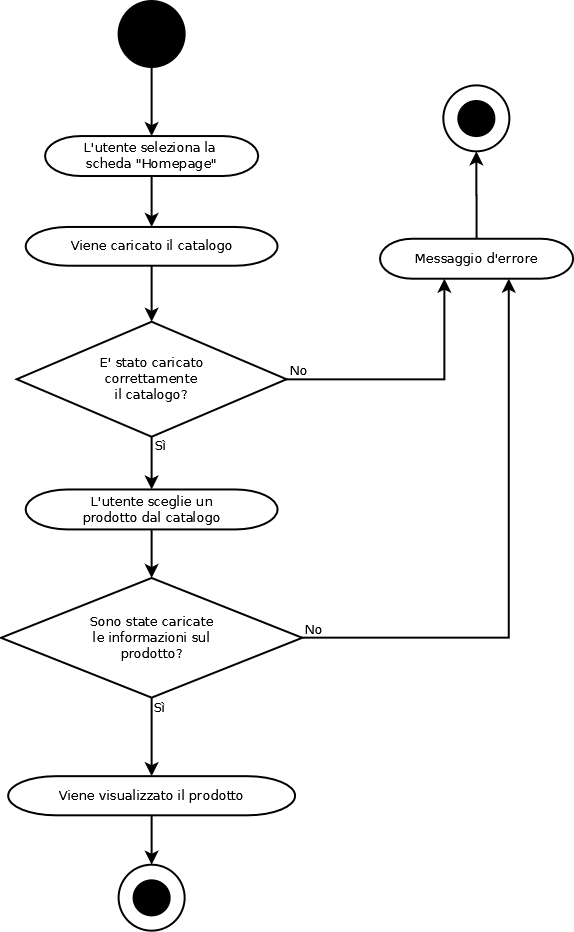 L'utente seleziona la
scheda "Homepage"
Viene caricato il catalogo
Messaggio d'errore
E' stato caricato
correttamente
il catalogo?
No
Sì
L'utente sceglie un
prodotto dal catalogo
Sono state caricate
le informazioni sul
prodotto?
No
Sì
Viene visualizzato il prodotto